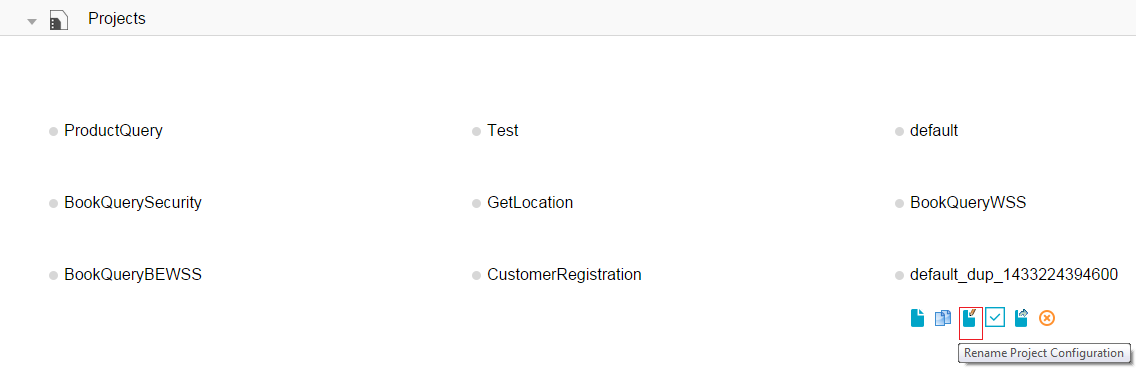 Projects
ProductQuery
Test
default
BookQuerySecurity
GetLocation
BookQueryWSS
BookQueryBEWSS
CustomerRegistration
default_dup_1433224394600
Rename Project Configuration